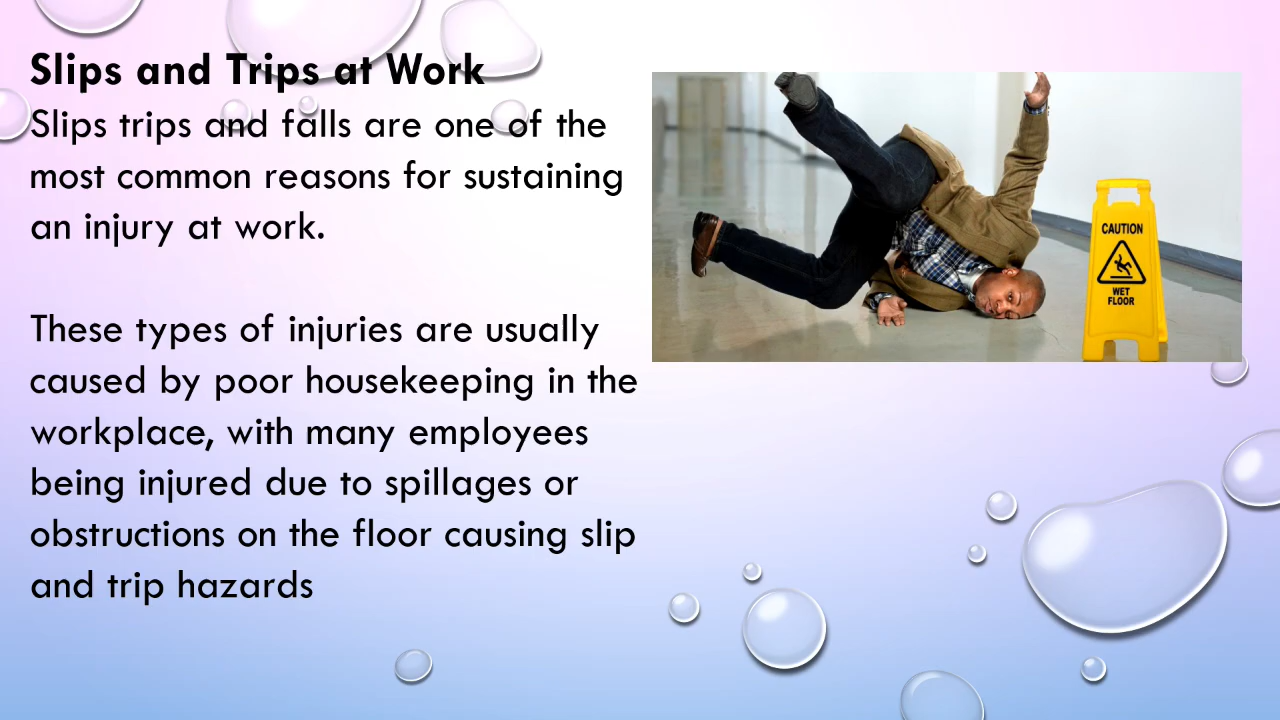 Slips and Trips at Work
Slips trips and falls are one of the
most common reasons for sustaining
an injury at work.
These types of injuries are usually
caused by poor housekeeping in the
workplace, with many employees
being injured due to spillages or
obstructions on the floor causing slip
and trip hazards
CAUTION
WET
FLOOR